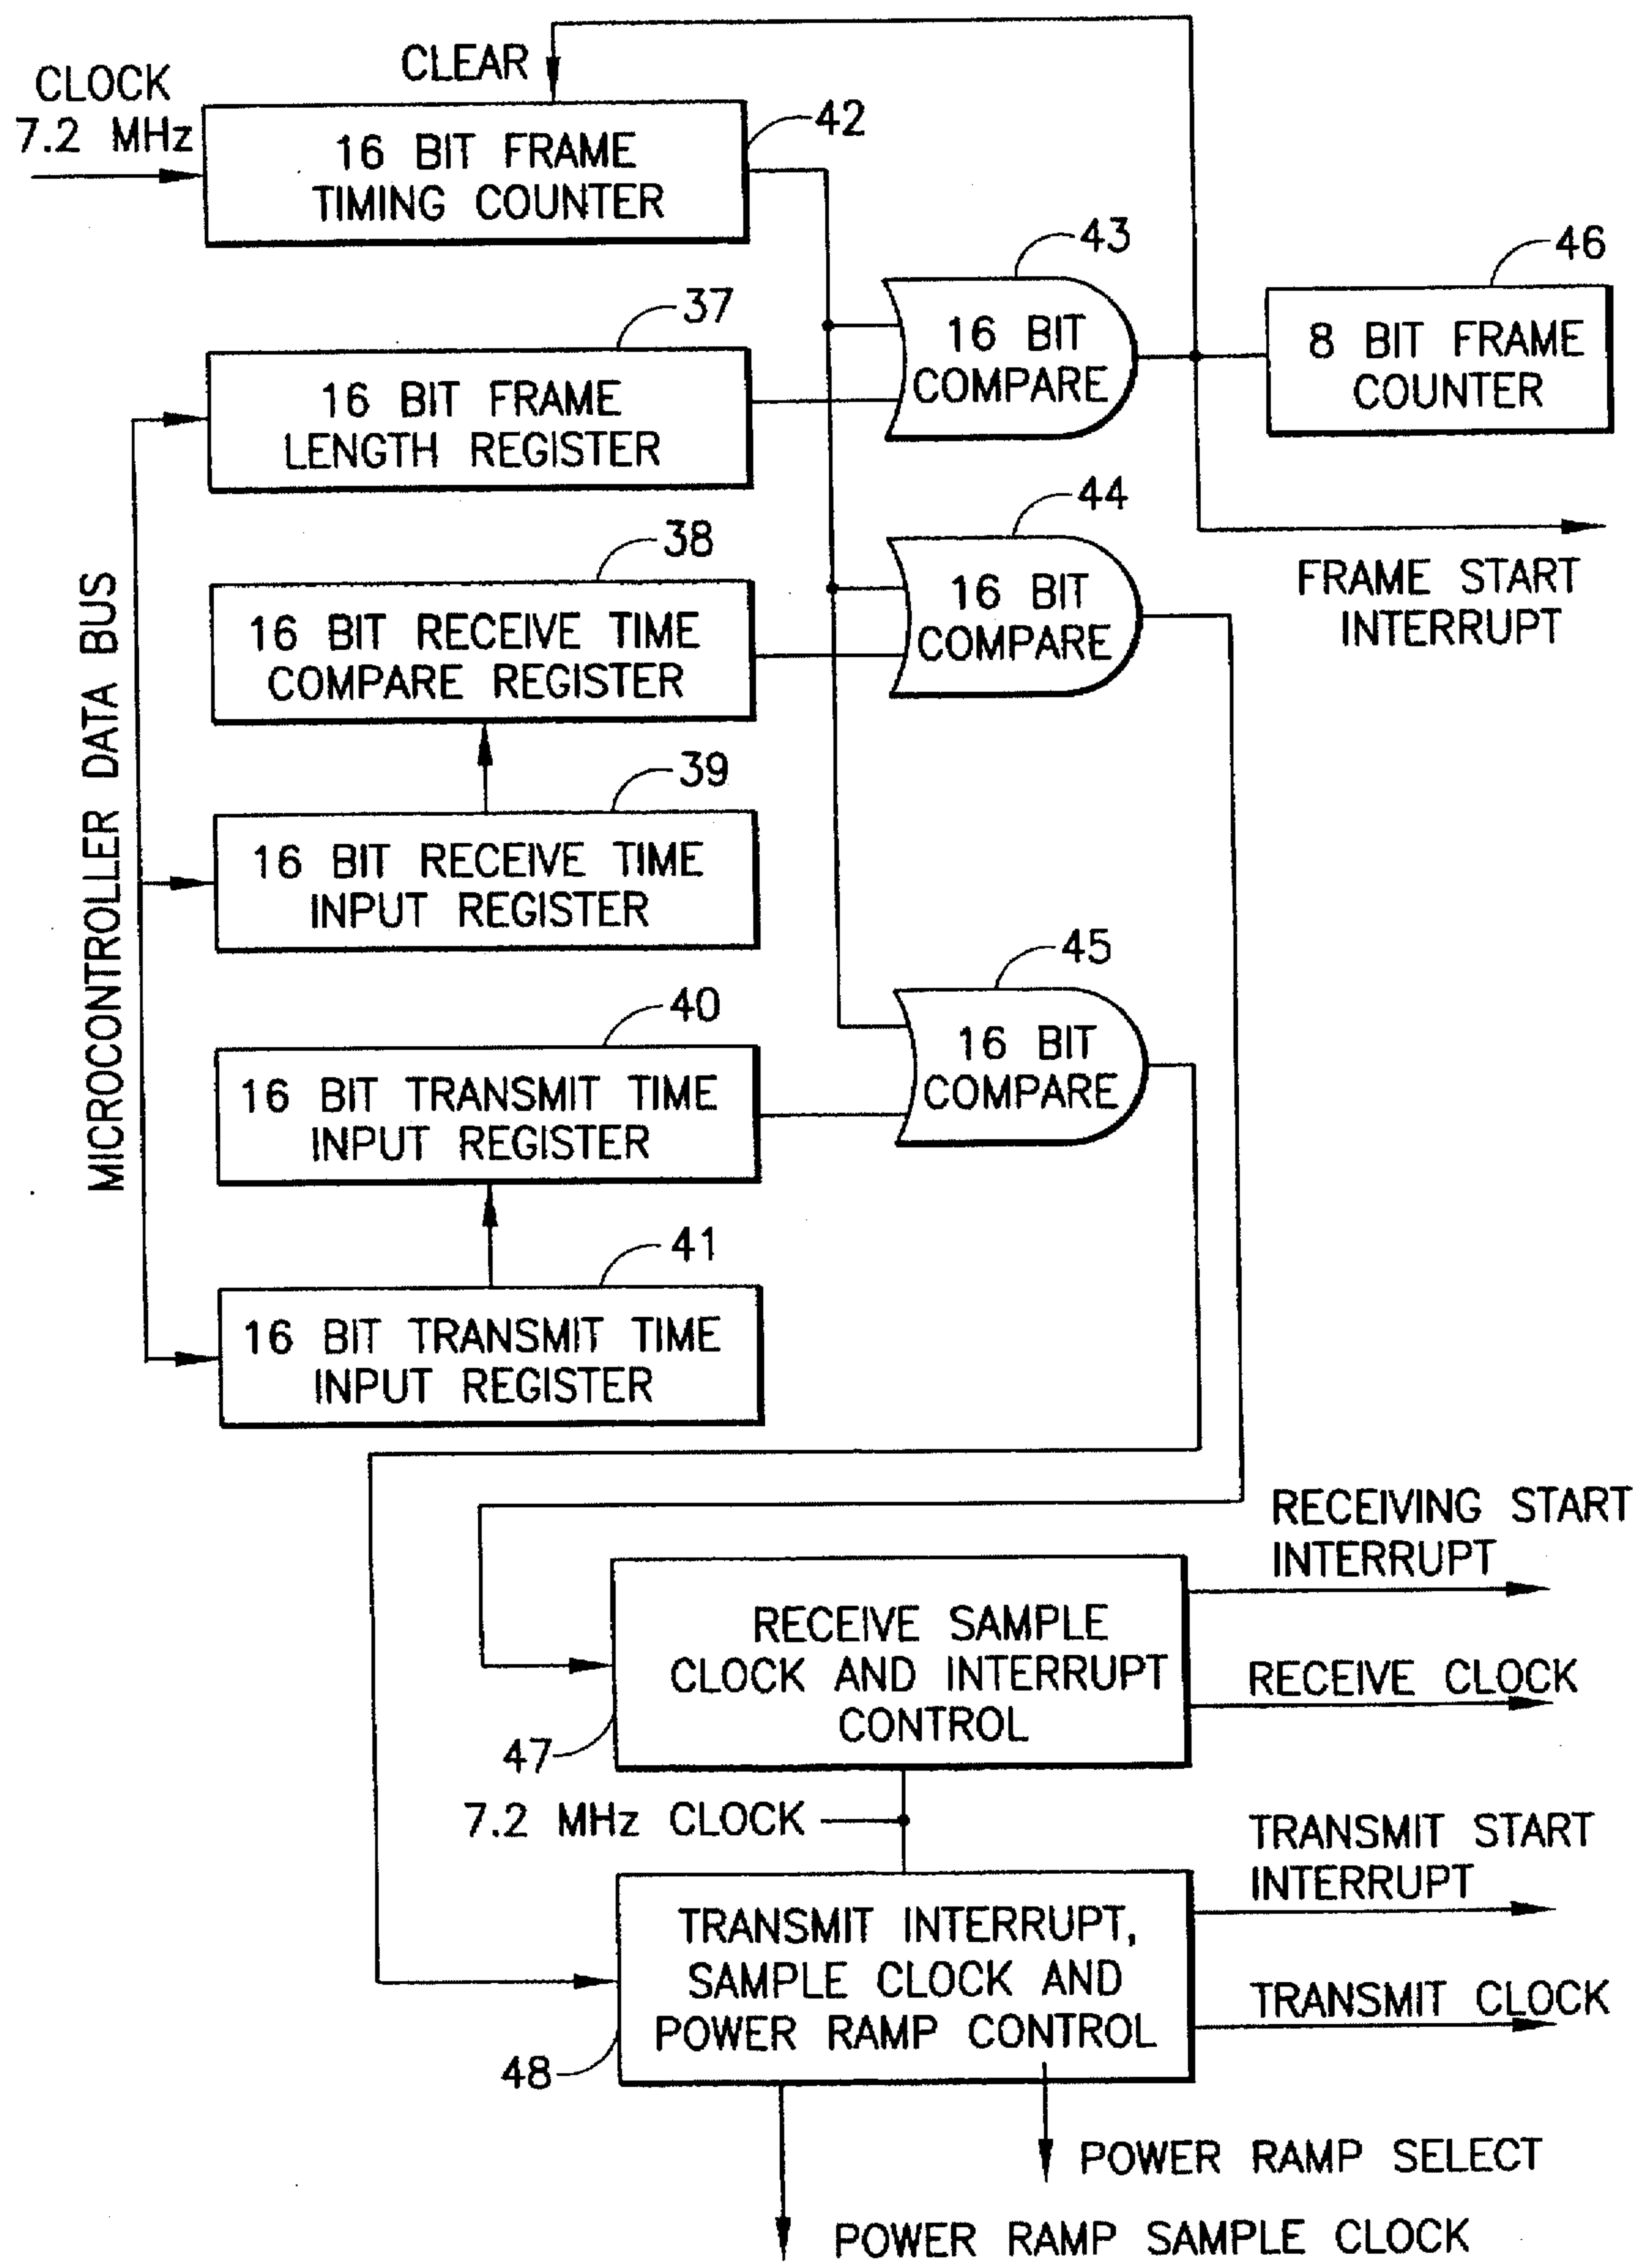 CLEAR
CLOCK
7.2 MHz
42
16 BIT FRAME
TIMING COUNTER
43
46
37
16 BIT
COMPARE
8 BIT FRAME
COUNTER
16 BIT FRAME
LENGTH REGISTER
44
38
FRAME START
INTERRUPT
16 BIT
COMPARE
16 BIT RECEIVE TIME
COMPARE REGISTER
MICROCONTROLLER DATA BUS
39
16 BIT RECEIVE TIME
INPUT REGISTER
45
40
16 BIT
COMPARE
16 BIT TRANSMIT TIME
INPUT REGISTER
41
16 BIT TRANSMIT TIME
INPUT REGISTER
RECEIVING START
INTERRUPT
RECEIVE SAMPLE
CLOCK AND INTERRUPT
CONTROL
RECEIVE CLOCK
47
7.2 MHz CLOCK
TRANSMIT START
INTERRUPT
TRANSMIT INTERRUPT,
SAMPLE CLOCK AND
POWER RAMP CONTROL
TRANSMIT CLOCK
48
POWER RAMP SELECT
POWER RAMP SAMPLE CLOCK